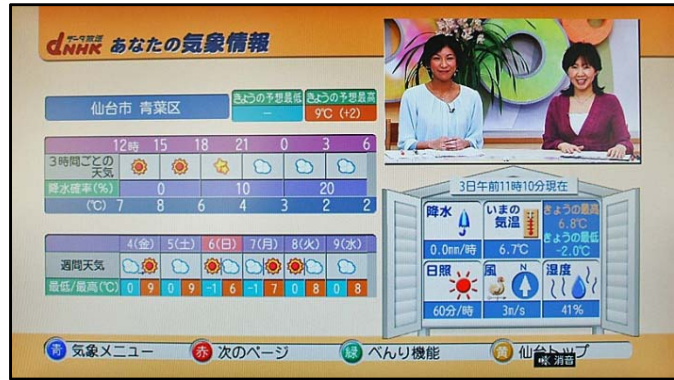 データ放送
dNHK あなたの気象情報
仙台市 青葉区
きょうの予想最低 きょうの予想最高
- 9℃ (+2)
12時 15 18 21 0 3 6
3時間ごとの
天気
降水確率(%) 0 10 20
(℃) 7 8 6 4 3 2 2
4(金) 5(土) 6(日) 7(月) 8(火) 9(水)
週間天気
最低/最高(℃) 0 9 0 9 -1 6 -1 7 0 8 0 8
3日午前11時10分現在
降水
0.0mm/時
いまの
気温
6.7℃
きょうの最高
6.8℃
きょうの最低
-2.0℃
日照
60分/時
風 N
3m/s
湿度
41%
青 気象メニュー 赤 次のページ 緑 べんり機能 黄 仙台トップ
消音